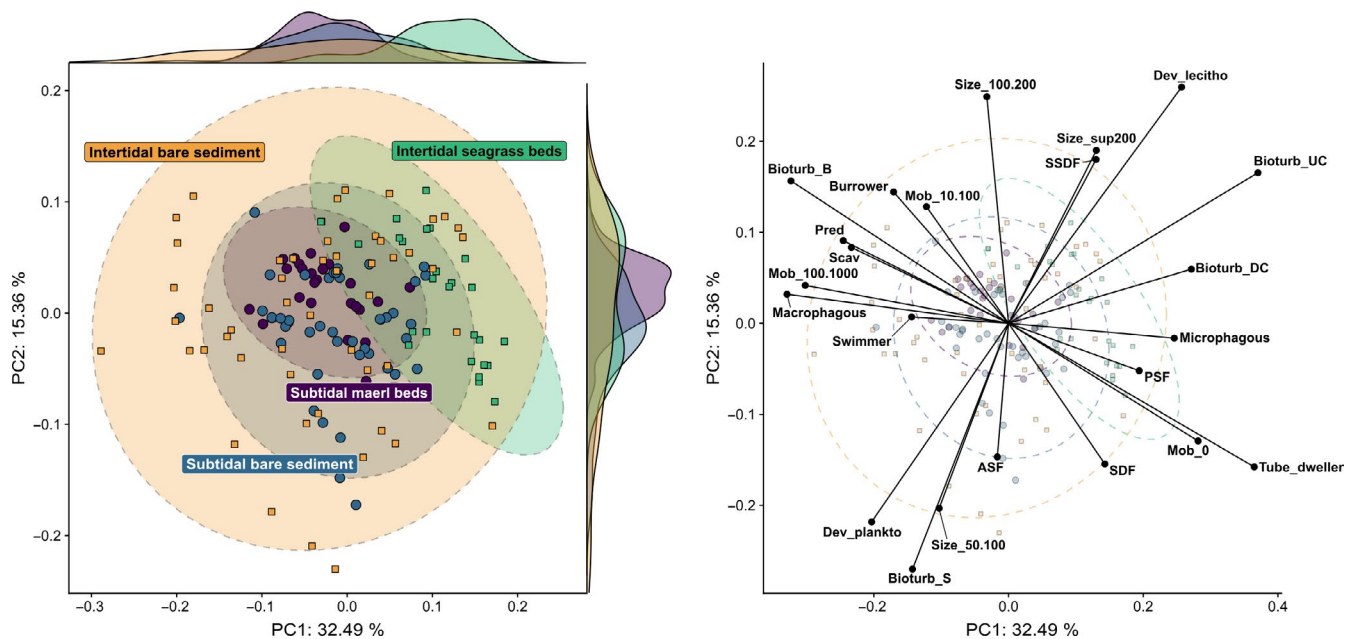 0.2
0.1
0.0
−0.1
−0.2
PC2: 15.36 %
Intertidal bare sediment
Intertidal seagrass beds
Subtidal maerl beds
Subtidal bare sediment
−0.3
−0.2
−0.1
0.0
0.1
0.2
PC1: 32.49 %
0.2
0.1
0.0
−0.1
−0.2
PC2: 15.36 %
Size_100.200
Dev_lecitho
Size_sup200
SSDF
Bioturb_UC
Bioturb_B
Burrower
Mob_10.100
Pred
Scav
Bioturb_DC
Mob_100.1000
Macrophagous
Swimmer
Microphagous
PSF
Mob_0
Tube_dweller
ASF
SDF
Dev_plankto
Size_50.100
Bioturb_S
−0.2
0.0
0.2
0.4
PC1: 32.49 %